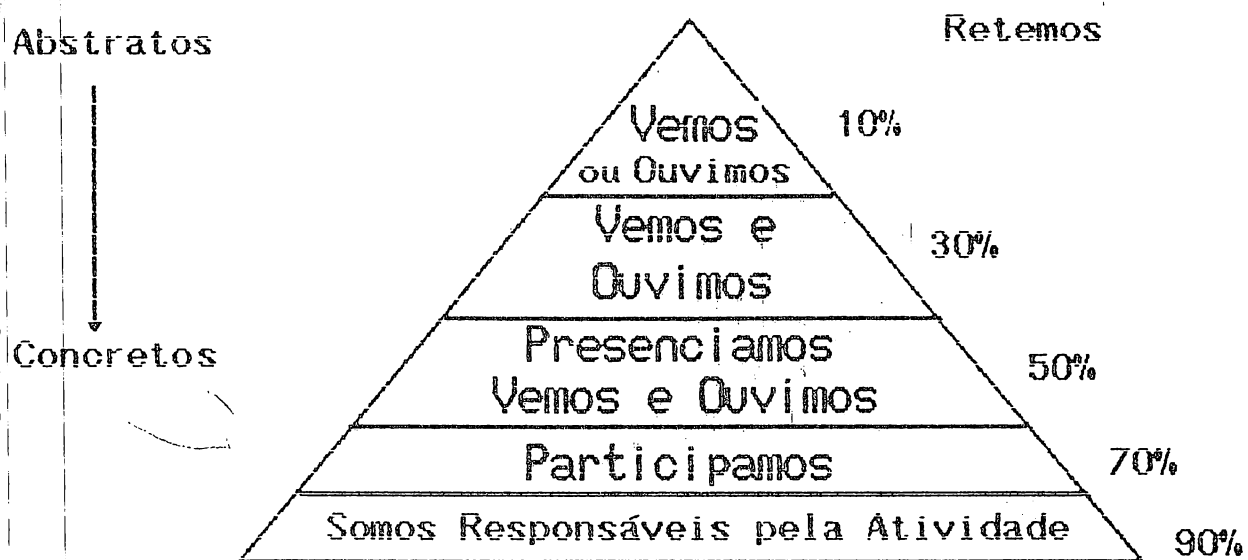 Abstratos
Retemos
Vemos
ou Ouvimos
10%
Vemos e
Ouvimos
30%
Concretos
Presenciamos
Vemos e Ouvimos
50%
Participamos
70%
Somos Responsáveis pela Atividade
90%